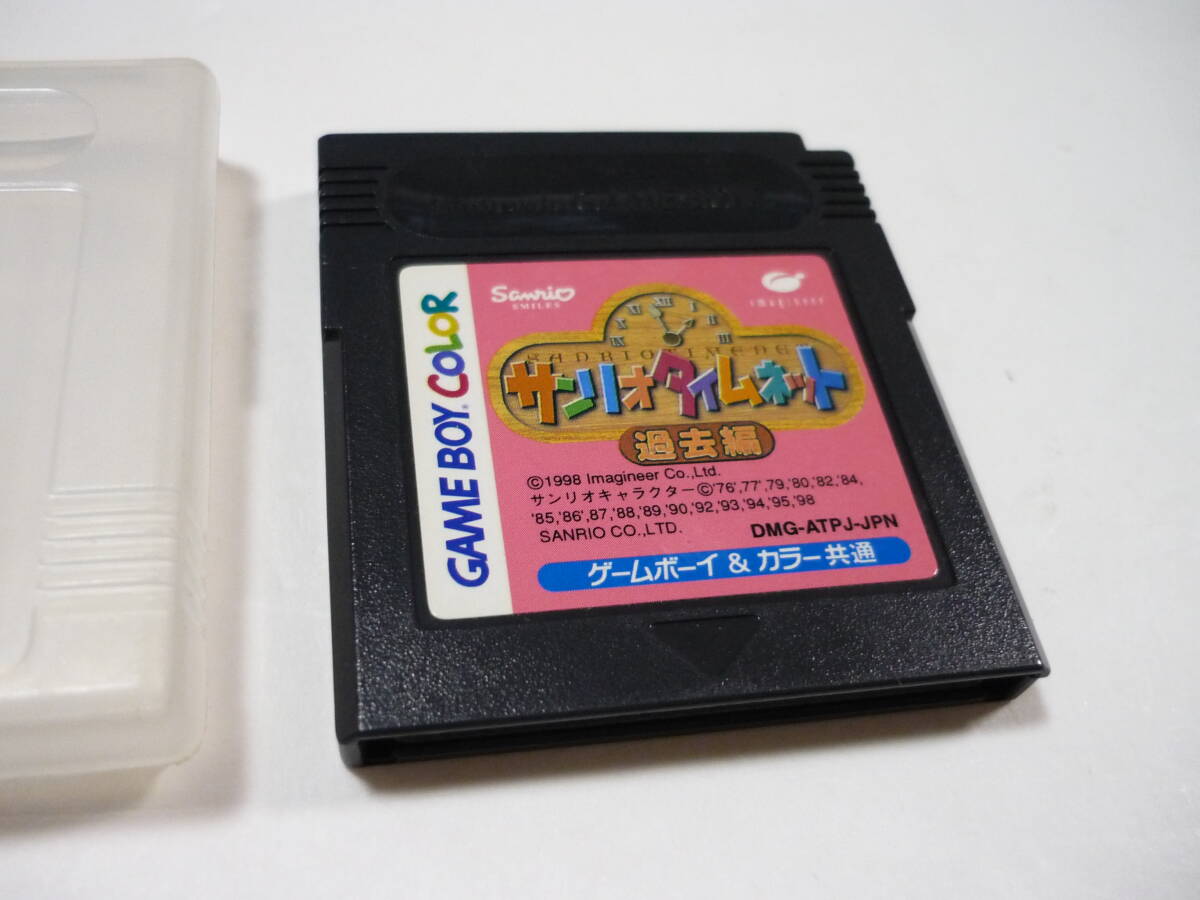 GAME BOY COLOR
Sanrio
SMILES
imagineer
XII
サンリオタイムネット
過去編
©1998 Imagineer Co.,Ltd.
サンリオキャラクター©'76','77','79,'80,'82,'84,
'85,'86','87,'88,'89,'90,'92,'93,'94,'95,'98
SANRIO CO.,LTD.
DMG-ATPJ-JPN
ゲームボーイ & カラー共通